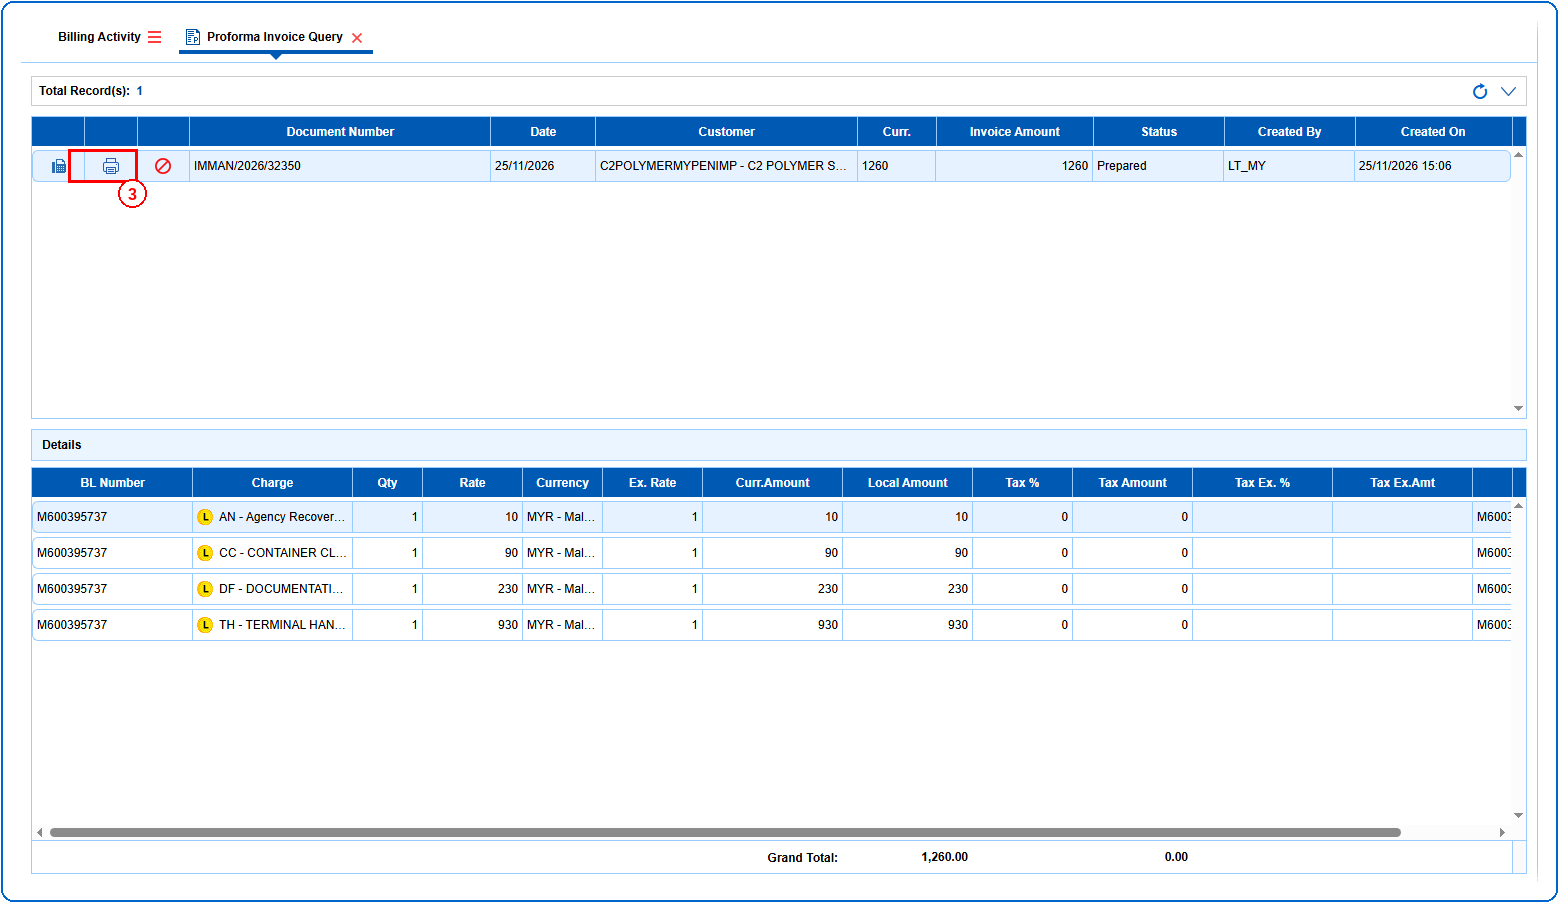 Billing Activity Proforma Invoice Query
Total Record(s): 1
Document Number Date Customer Curr. Invoice Amount Status Created By Created On
IMMAN/2026/32350 25/11/2026 C2POLYMERMYPENIMP - C2 POLYMER S... 1260 1260 Prepared LT_MY 25/11/2026 15:06
3
Details
BL Number Charge Qty Rate Currency Ex. Rate Curr.Amount Local Amount Tax % Tax Amount Tax Ex. % Tax Ex.Amt
M600395737 L AN - Agency Recover... 1 10 MYR - Mal... 1 10 10 0 0 M6003
M600395737 L CC - CONTAINER CL... 1 90 MYR - Mal... 1 90 90 0 0 M6003
M600395737 L DF - DOCUMENTATI... 1 230 MYR - Mal... 1 230 230 0 0 M6003
M600395737 L TH - TERMINAL HAN... 1 930 MYR - Mal... 1 930 930 0 0 M6003
Grand Total: 1,260.00 0.00